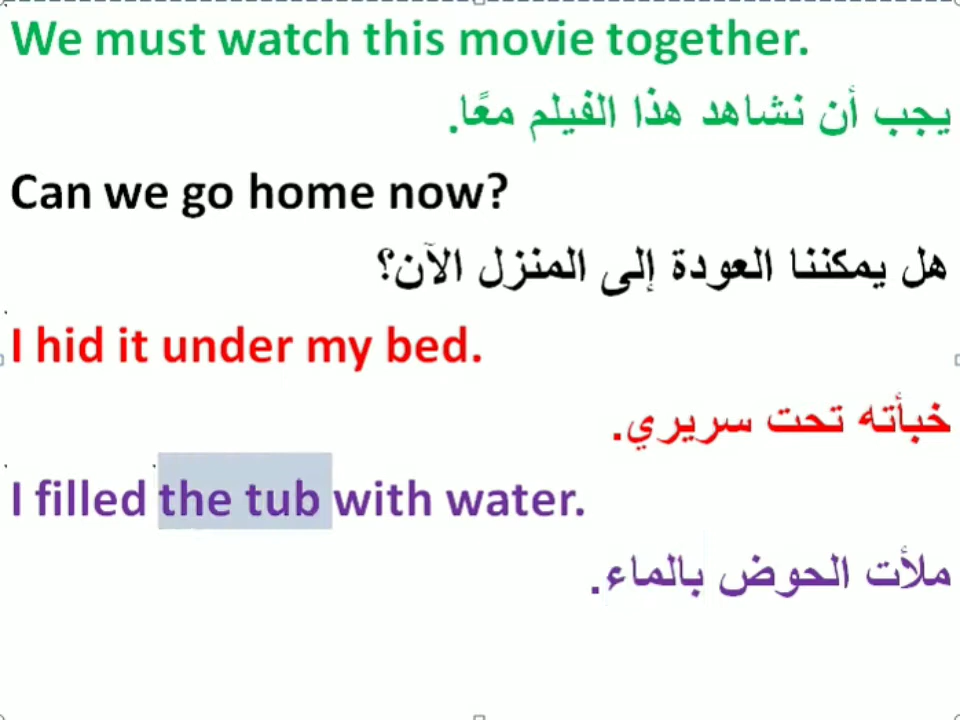 We must watch this movie together.
يجب أن نشاهد هذا الفيلم معًا.
Can we go home now?
هل يمكننا العودة إلى المنزل الآن؟
I hid it under my bed.
خبأته تحت سريري.
I filled the tub with water.
ملأت الحوض بالماء.